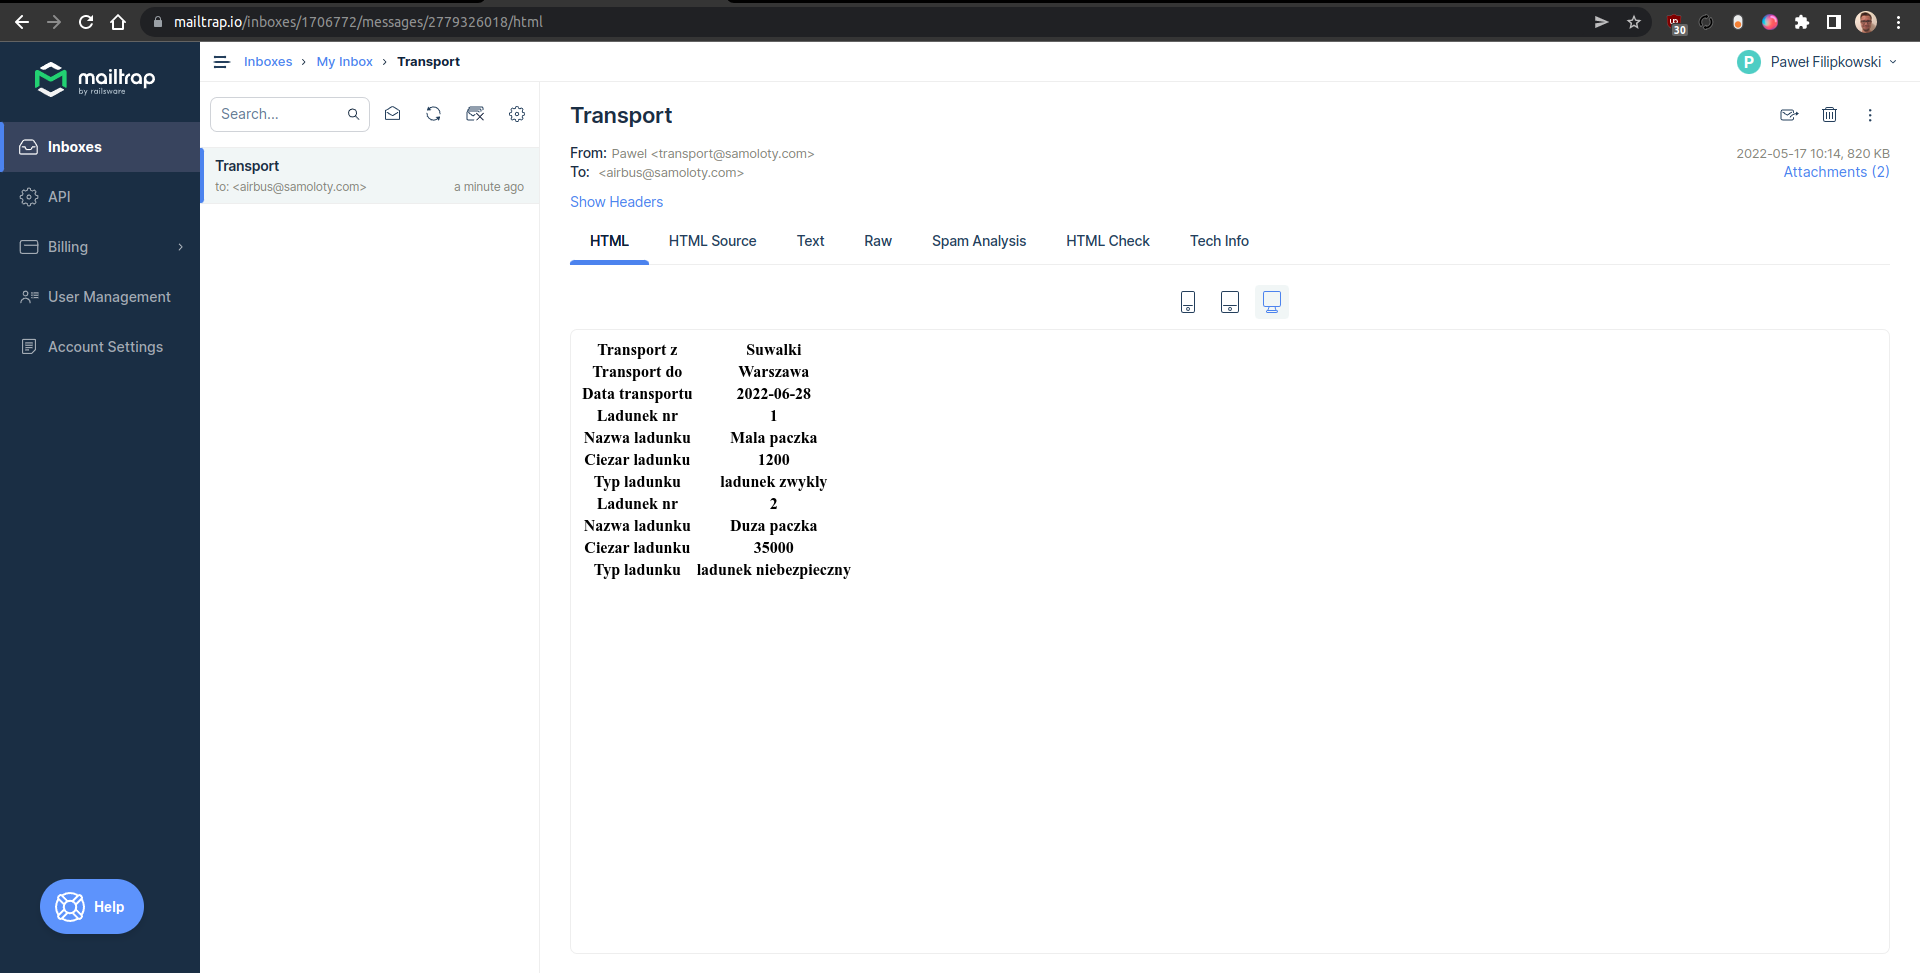 mailtrap.io/inboxes/1706772/messages/2779326018/html
30
mailtrap
by railsware
Inboxes
API
Billing
User Management
Account Settings
Help
Inboxes › My Inbox › Transport
P Paweł Filipkowski
Search...
Transport
to: <airbus@samoloty.com> a minute ago
Transport
From: Pawel <transport@samoloty.com>
To: <airbus@samoloty.com>
2022-05-17 10:14, 820 KB
Attachments (2)
Show Headers
HTML HTML Source Text Raw Spam Analysis HTML Check Tech Info
Transport z Suwalki
Transport do Warszawa
Data transportu 2022-06-28
Ladunek nr 1
Nazwa ladunku Mala paczka
Ciezar ladunku 1200
Typ ladunku ladunek zwykly
Ladunek nr 2
Nazwa ladunku Duza paczka
Ciezar ladunku 35000
Typ ladunku ladunek niebezpieczny